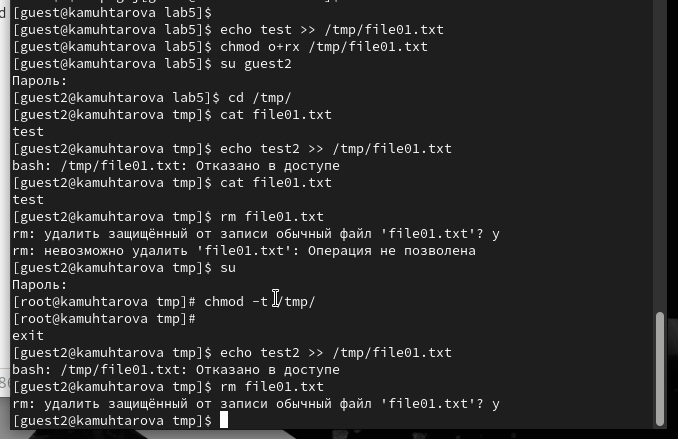 [guest@kamuhtarova lab5]$
[guest@kamuhtarova lab5]$ echo test >> /tmp/file01.txt
[guest@kamuhtarova lab5]$ chmod o+rx /tmp/file01.txt
[guest@kamuhtarova lab5]$ su guest2
Пароль:
[guest2@kamuhtarova lab5]$ cd /tmp/
[guest2@kamuhtarova tmp]$ cat file01.txt
test
[guest2@kamuhtarova tmp]$ echo test2 >> /tmp/file01.txt
bash: /tmp/file01.txt: Отказано в доступе
[guest2@kamuhtarova tmp]$ cat file01.txt
test
[guest2@kamuhtarova tmp]$ rm file01.txt
rm: удалить защищённый от записи обычный файл 'file01.txt'? y
rm: невозможно удалить 'file01.txt': Операция не позволена
[guest2@kamuhtarova tmp]$ su
Пароль:
[root@kamuhtarova tmp]# chmod -t /tmp/
[root@kamuhtarova tmp]#
exit
[guest2@kamuhtarova tmp]$ echo test2 >> /tmp/file01.txt
bash: /tmp/file01.txt: Отказано в доступе
[guest2@kamuhtarova tmp]$ rm file01.txt
rm: удалить защищённый от записи обычный файл 'file01.txt'? y
[guest2@kamuhtarova tmp]$